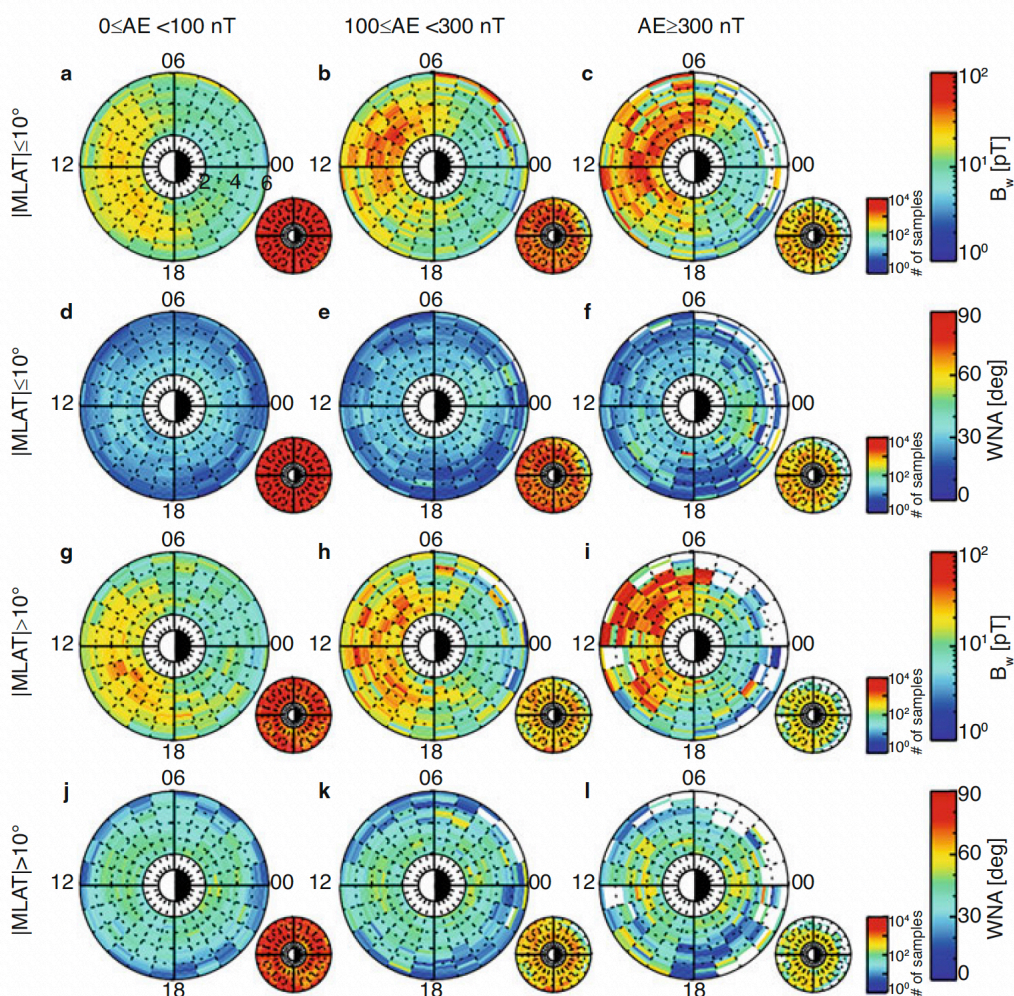 0≤AE <100 nT 100≤AE <300 nT AE≥300 nT
|MLAT|≤10°
a 06 12 00 18 2 4 6
b 06 12 18
c 06 12 00 18
10⁴ 10² 10⁰ # of samples
10² 10¹ 10⁰ B_w [pT]
|MLAT|≤10°
d 06 12 00 18
e 06 12 00 18
f 06 12 00 18
10⁴ 10² 10⁰ # of samples
90 60 30 0 WNA [deg]
|MLAT|>10°
g 06 12 00 18
h 06 12 00 18
i 06 12 00 18
10⁴ 10² 10⁰ # of samples
10² 10¹ 10⁰ B_w [pT]
|MLAT|>10°
j 06 12 00 18
k 06 12 00 18
l 06 12 00 18
10⁴ 10² 10⁰ # of samples
90 60 30 0 WNA [deg]